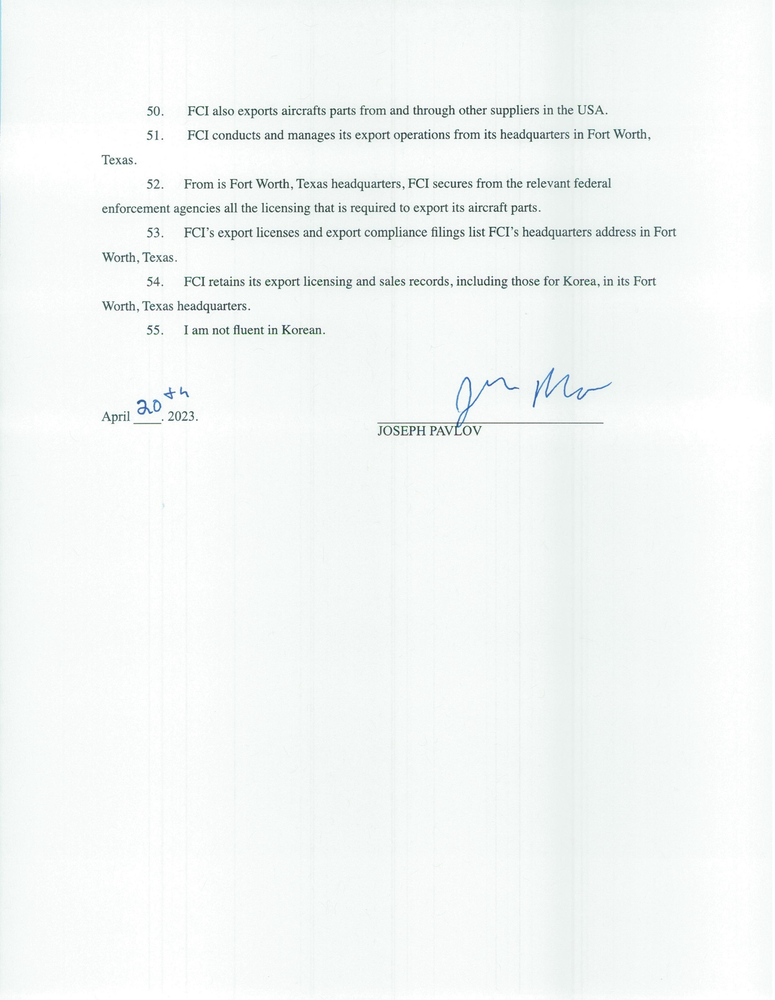 50. FCI also exports aircrafts parts from and through other suppliers in the USA.
51. FCI conducts and manages its export operations from its headquarters in Fort Worth,
Texas.
52. From is Fort Worth, Texas headquarters, FCI secures from the relevant federal
enforcement agencies all the licensing that is required to export its aircraft parts.
53. FCI’s export licenses and export compliance filings list FCI’s headquarters address in Fort
Worth, Texas.
54. FCI retains its export licensing and sales records, including those for Korea, in its Fort
Worth, Texas headquarters.
55. I am not fluent in Korean.
April 20th. 2023.
JOSEPH PAVLOV